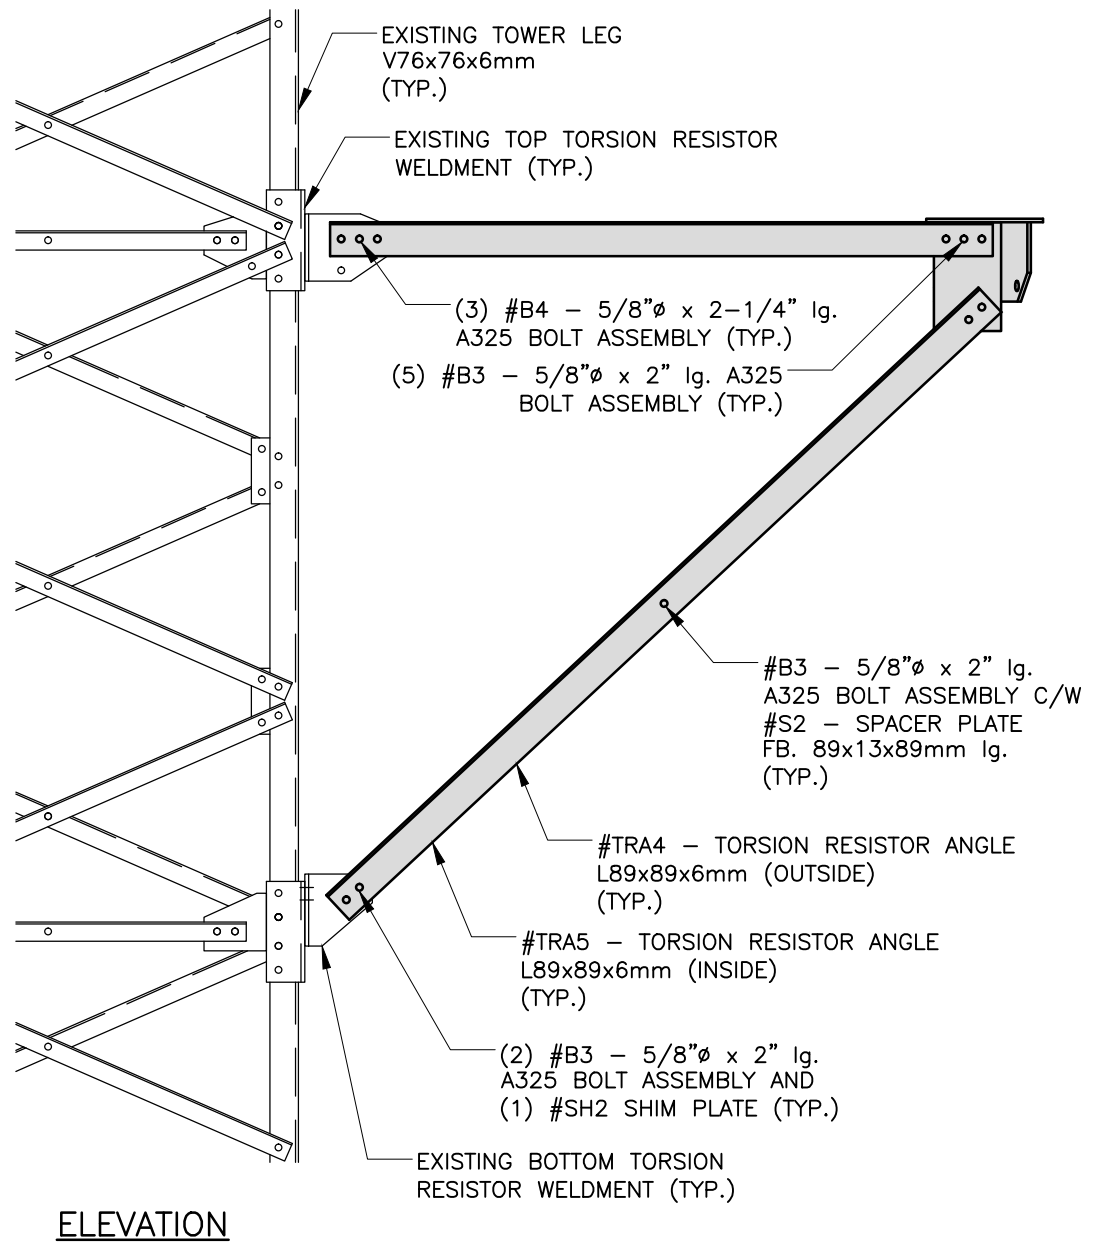 EXISTING TOWER LEG
V76x76x6mm
(TYP.)
EXISTING TOP TORSION RESISTOR
WELDMENT (TYP.)
(3) #B4 – 5/8"ø x 2-1/4" lg.
A325 BOLT ASSEMBLY (TYP.)
(5) #B3 – 5/8"ø x 2" lg. A325
BOLT ASSEMBLY (TYP.)
#B3 – 5/8"ø x 2" lg.
A325 BOLT ASSEMBLY C/W
#S2 – SPACER PLATE
FB. 89x13x89mm lg.
(TYP.)
#TRA4 – TORSION RESISTOR ANGLE
L89x89x6mm (OUTSIDE)
(TYP.)
#TRA5 – TORSION RESISTOR ANGLE
L89x89x6mm (INSIDE)
(TYP.)
(2) #B3 – 5/8"ø x 2" lg.
A325 BOLT ASSEMBLY AND
(1) #SH2 SHIM PLATE (TYP.)
EXISTING BOTTOM TORSION
RESISTOR WELDMENT (TYP.)
ELEVATION